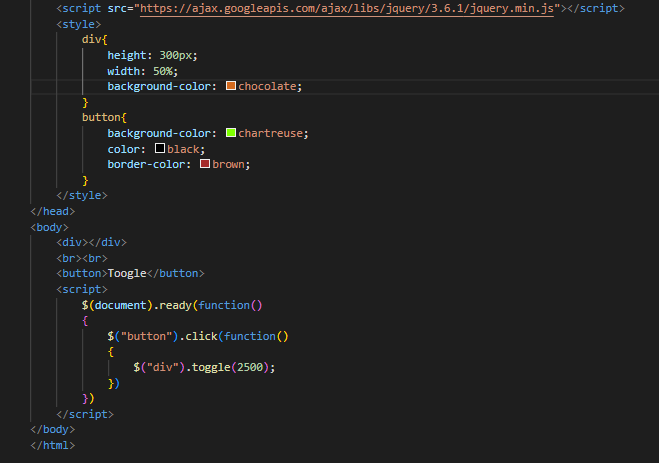 <script src="https://ajax.googleapis.com/ajax/libs/jquery/3.6.1/jquery.min.js"></script>
<style>
div{
height: 300px;
width: 50%;
background-color: chocolate;
}
button{
background-color: chartreuse;
color: black;
border-color: brown;
}
</style>
</head>
<body>
<div></div>
<br><br>
<button>Toogle</button>
<script>
$(document).ready(function()
{
$("button").click(function()
{
$("div").toggle(2500);
})
})
</script>
</body>
</html>